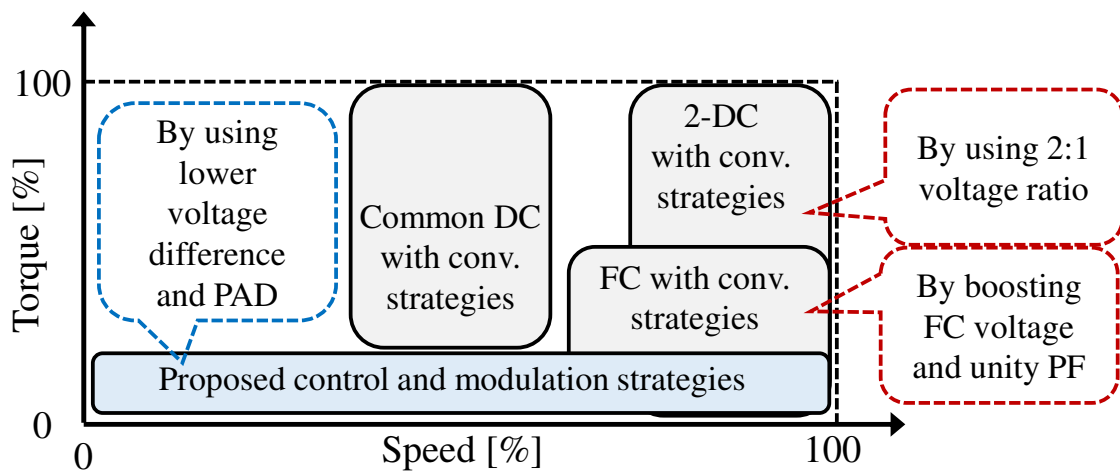 Torque [%]
100
0
By using
lower
voltage
difference
and PAD
Common DC
with conv.
strategies
2-DC
with conv.
strategies
FC with conv.
strategies
Proposed control and modulation strategies
By using 2:1
voltage ratio
By boosting
FC voltage
and unity PF
0
Speed [%]
100